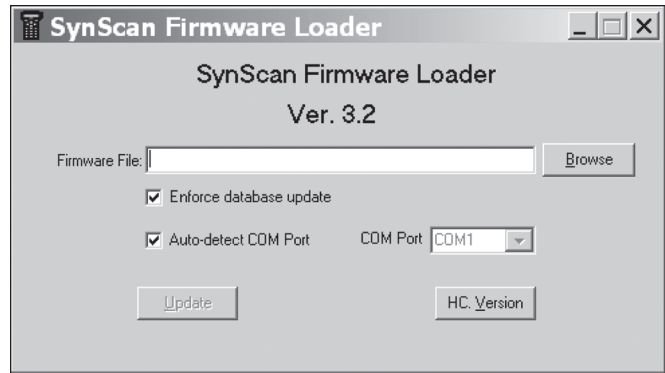 SynScan Firmware Loader
SynScan Firmware Loader
Ver. 3.2
Firmware File: Browse
Enforce database update
Auto-detect COM Port COM Port COM1
Update HC. Version